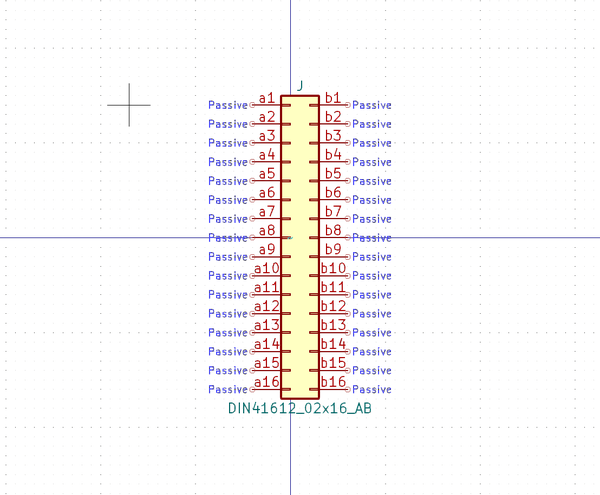 J
Passive a1 b1 Passive
Passive a2 b2 Passive
Passive a3 b3 Passive
Passive a4 b4 Passive
Passive a5 b5 Passive
Passive a6 b6 Passive
Passive a7 b7 Passive
Passive a8 b8 Passive
Passive a9 b9 Passive
Passive a10 b10 Passive
Passive a11 b11 Passive
Passive a12 b12 Passive
Passive a13 b13 Passive
Passive a14 b14 Passive
Passive a15 b15 Passive
Passive a16 b16 Passive
DIN41612_02x16_AB